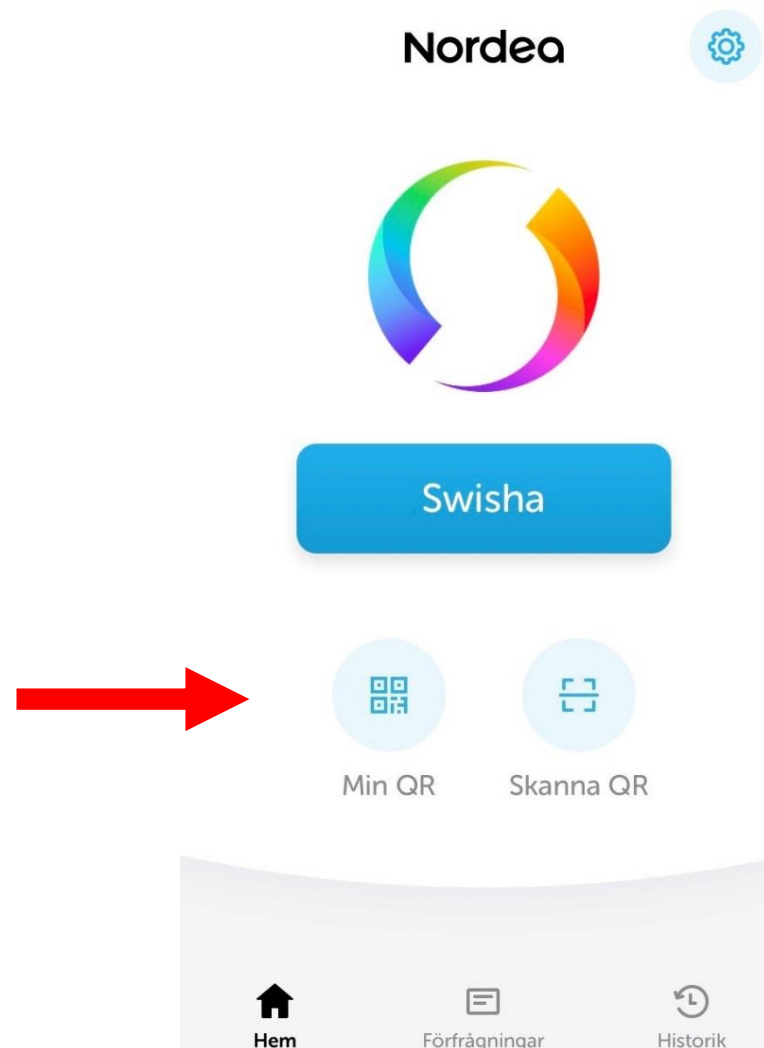 Nordea
Swisha
Min QR
Skanna QR
Hem
Förfrågningar
Historik